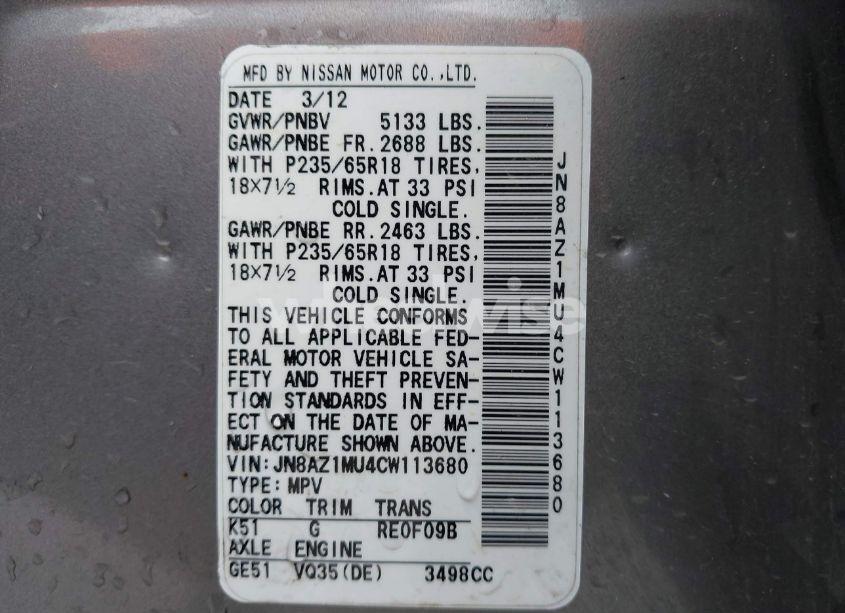 MFD BY NISSAN MOTOR CO.,LTD.
DATE 3/12
GVWR/PNBV 5133 LBS.
GAWR/PNBE FR.2688 LBS.
WITH P235/65R18 TIRES,
18×7½ RIMS.AT 33 PSI
COLD SINGLE.
GAWR/PNBE RR.2463 LBS.
WITH P235/65R18 TIRES,
18×7½ RIMS.AT 33 PSI
COLD SINGLE.
THIS VEHICLE CONFORMS
TO ALL APPLICABLE FED-
ERAL MOTOR VEHICLE SA-
FETY AND THEFT PREVEN-
TION STANDARDS IN EFF-
ECT ON THE DATE OF MA-
NUFACTURE SHOWN ABOVE.
VIN:JN8AZ1MU4CW113680
TYPE:MPV
COLOR TRIM TRANS
K51 G RE0F09B
AXLE ENGINE
GE51 VQ35(DE) 3498CC
JN8AZ1MU4CW113680